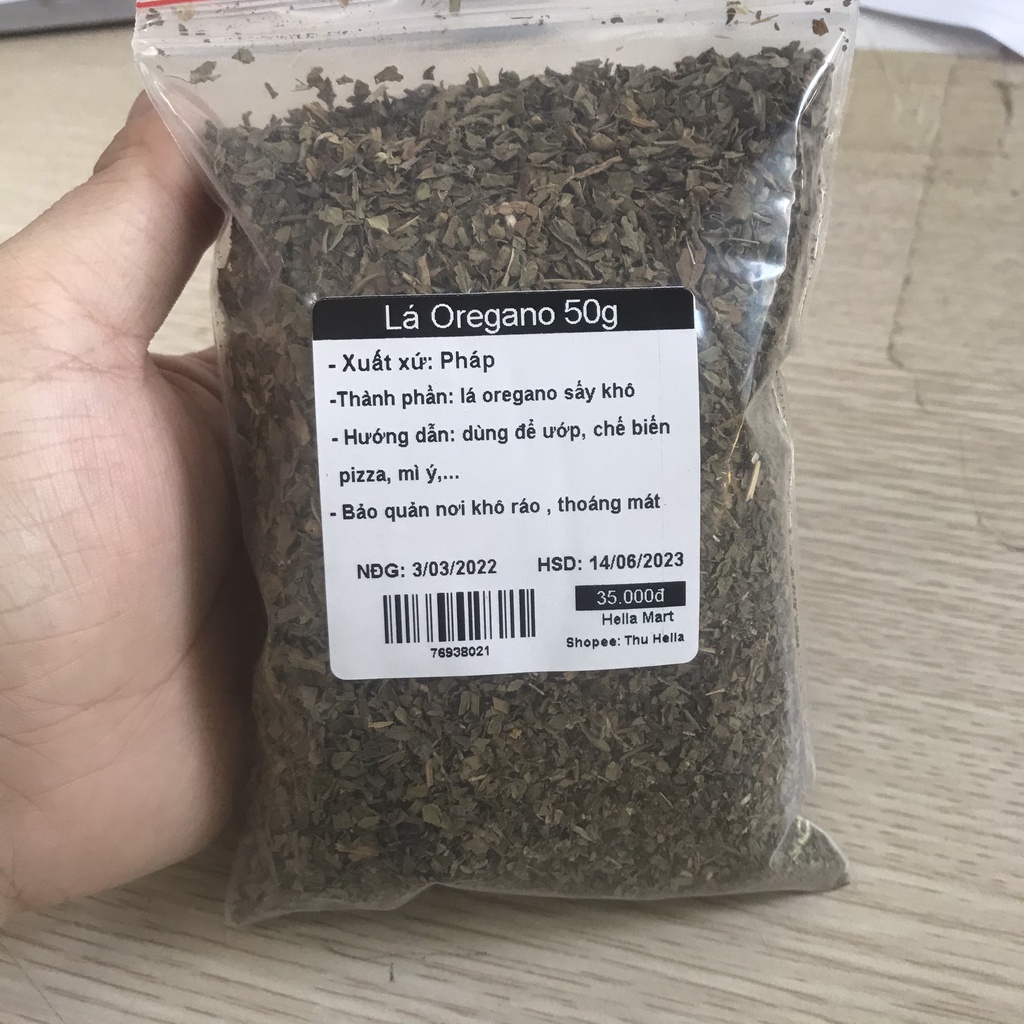 Lá Oregano 50g
- Xuất xứ: Pháp
-Thành phần: lá oregano sấy khô
- Hướng dẫn: dùng để ướp, chế biến
pizza, mì ý,...
- Bảo quản nơi khô ráo , thoáng mát
NĐG: 3/03/2022 HSD: 14/06/2023
35.000đ
Hella Mart
76938021
Shopee: Thu Hella